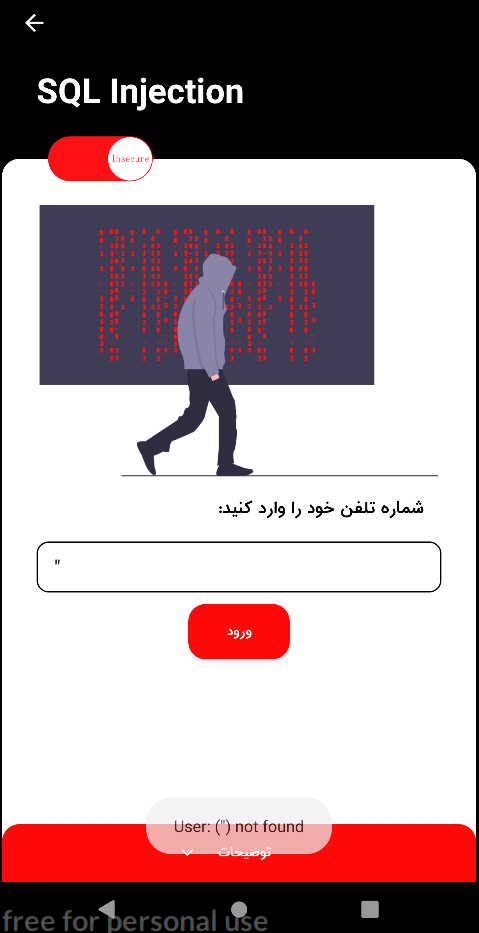 SQL Injection
Insecure
شماره تلفن خود را وارد کنید:
"
ورود
User: (") not found
توضیحات
free for personal use